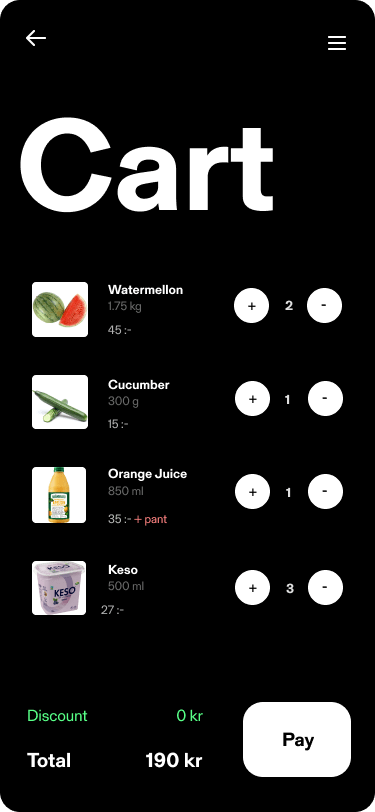 Cart
Watermellon
1.75 kg
45 :-
+ 2 -
Cucumber
300 g
15 :-
+ 1 -
Orange Juice
850 ml
35 :- + pant
+ 1 -
KESO
Keso
500 ml
27 :-
+ 3 -
Discount 0 kr
Total 190 kr
Pay